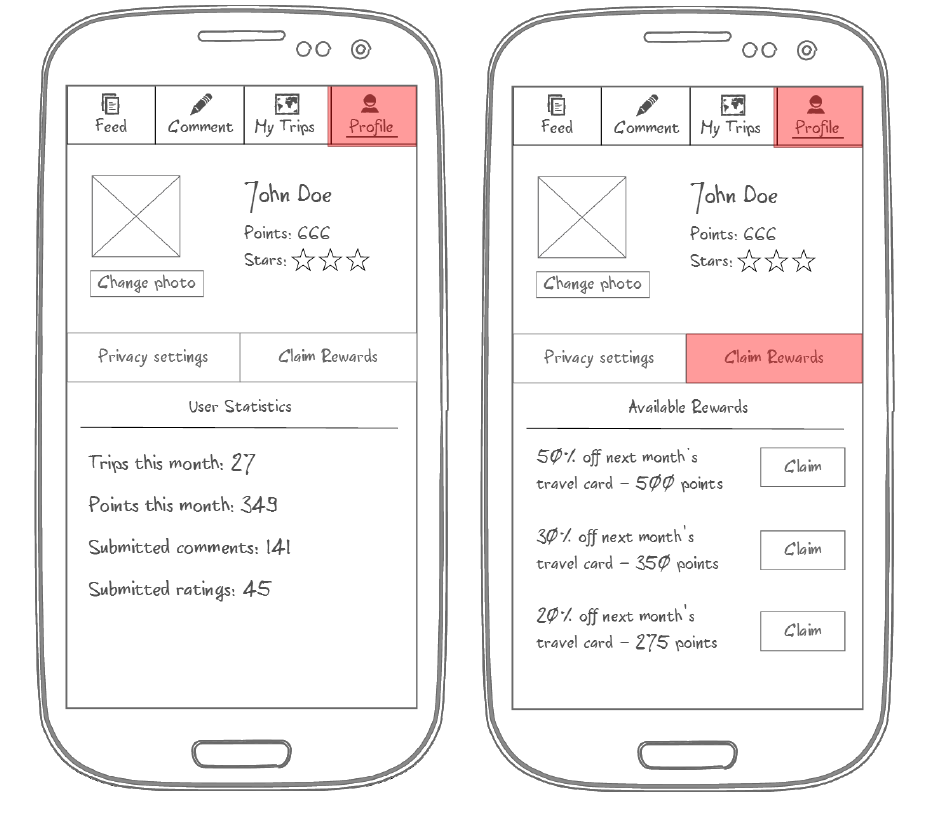 Feed
Comment
My Trips
Profile
John Doe
Points: 666
Stars:
Change photo
Privacy settings
Claim Rewards
User Statistics
Trips this month: 27
Points this month: 349
Submitted comments: 141
Submitted ratings: 45
Feed
Comment
My Trips
Profile
John Doe
Points: 666
Stars:
Change photo
Privacy settings
Claim Rewards
Available Rewards
50% off next month's
travel card – 500 points
Claim
30% off next month's
travel card – 350 points
Claim
20% off next month's
travel card – 275 points
Claim